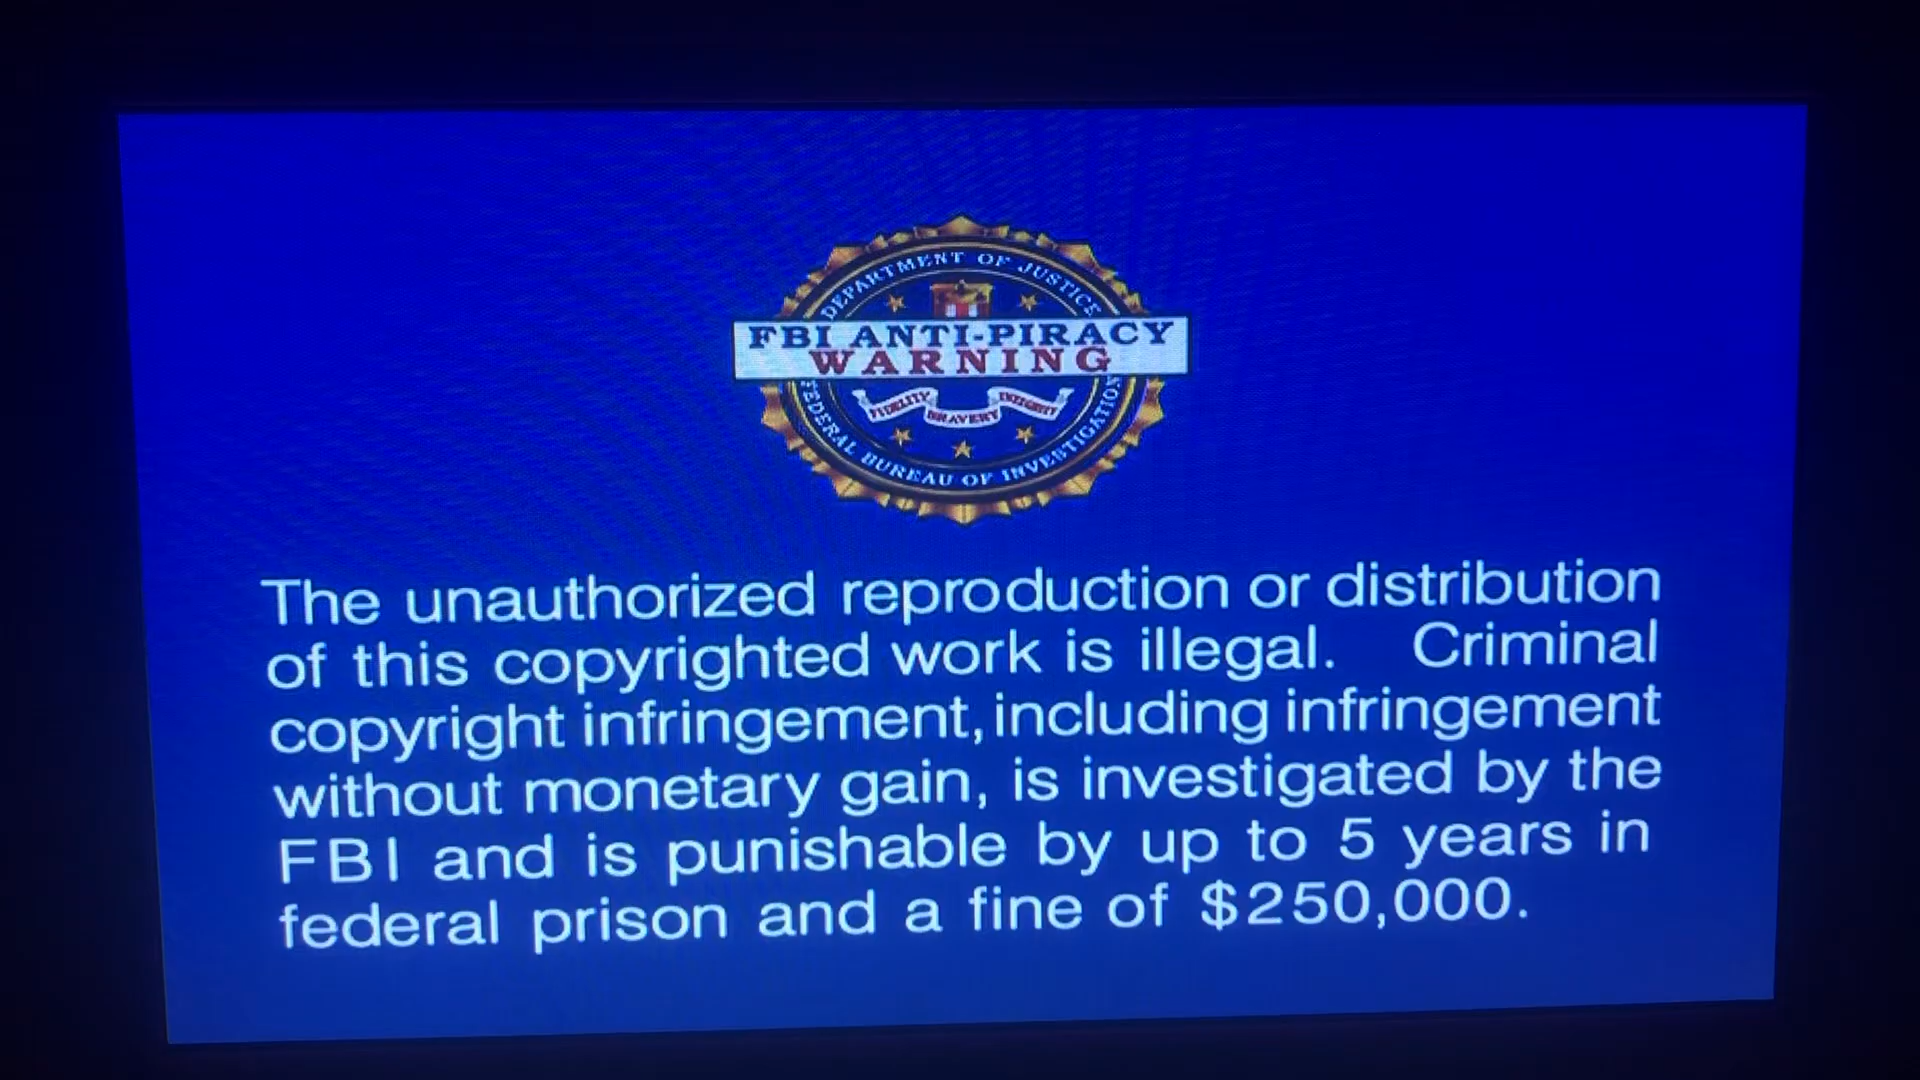 DEPARTMENT OF JUSTICE
FBI ANTI-PIRACY
WARNING
FIDELITY BRAVERY INTEGRITY
FEDERAL BUREAU OF INVESTIGATION
The unauthorized reproduction or distribution
of this copyrighted work is illegal. Criminal
copyright infringement, including infringement
without monetary gain, is investigated by the
FBI and is punishable by up to 5 years in
federal prison and a fine of $250,000.